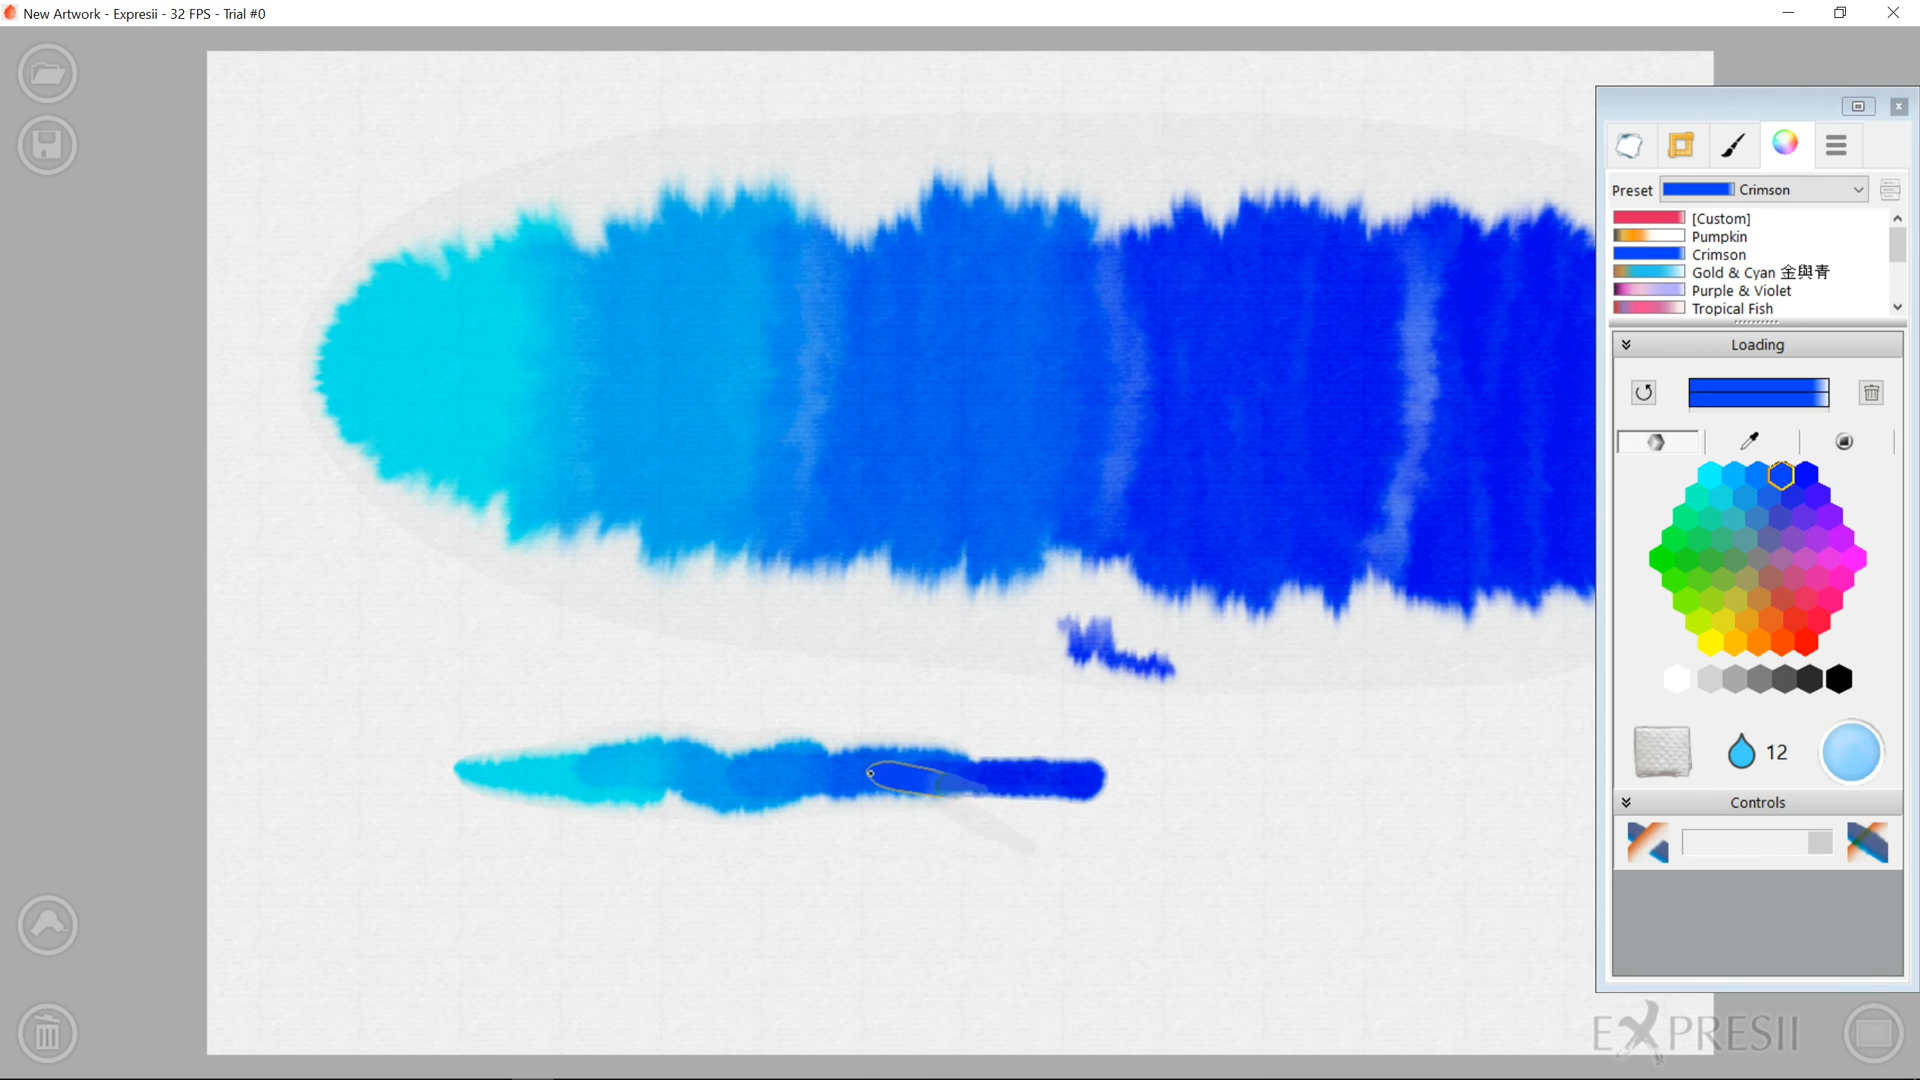 New Artwork - Expresii - 32 FPS - Trial #0
Preset
Crimson
[Custom]
Pumpkin
Crimson
Gold & Cyan 金與青
Purple & Violet
Tropical Fish
Loading
12
Controls
EXPRESII